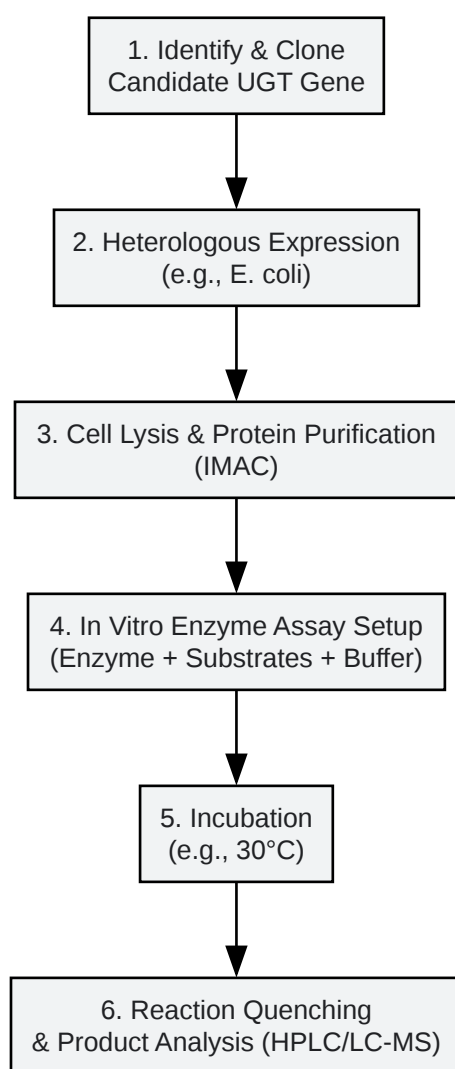 1. Identify & Clone
Candidate UGT Gene
2. Heterologous Expression
(e.g., E. coli)
3. Cell Lysis & Protein Purification
(IMAC)
4. In Vitro Enzyme Assay Setup
(Enzyme + Substrates + Buffer)
5. Incubation
(e.g., 30°C)
6. Reaction Quenching
& Product Analysis (HPLC/LC-MS)